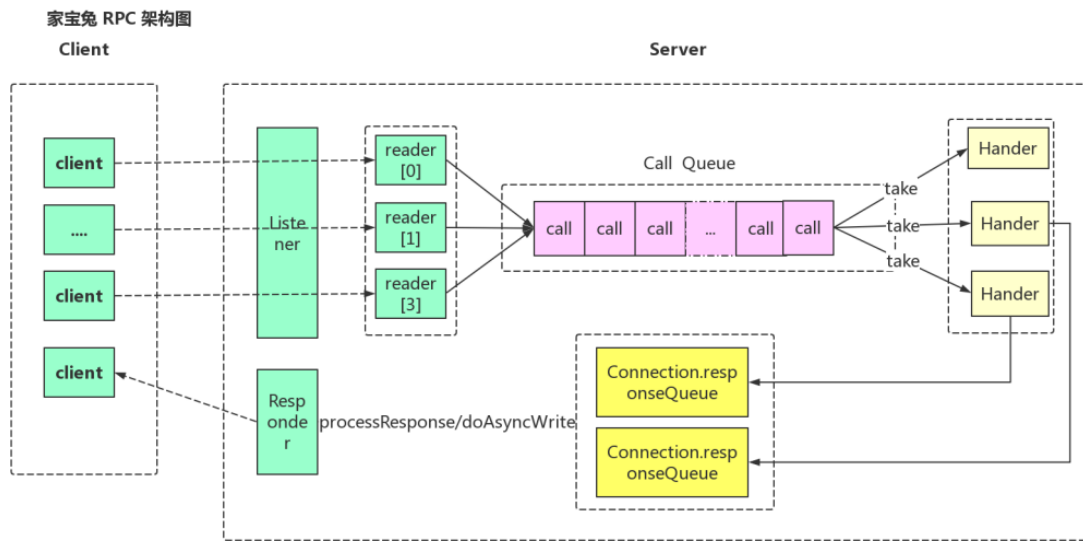 家宝兔 RPC 架构图
Client
Server
client
....
client
client
Liste
ner
reader
[0]
reader
[1]
reader
[3]
Call Queue
call
call
call
...
call
call
take
take
take
Hander
Hander
Hander
Resp
onde
r
processResponse/doAsyncWrite
Connection.resp
onseQueue
Connection.resp
onseQueue